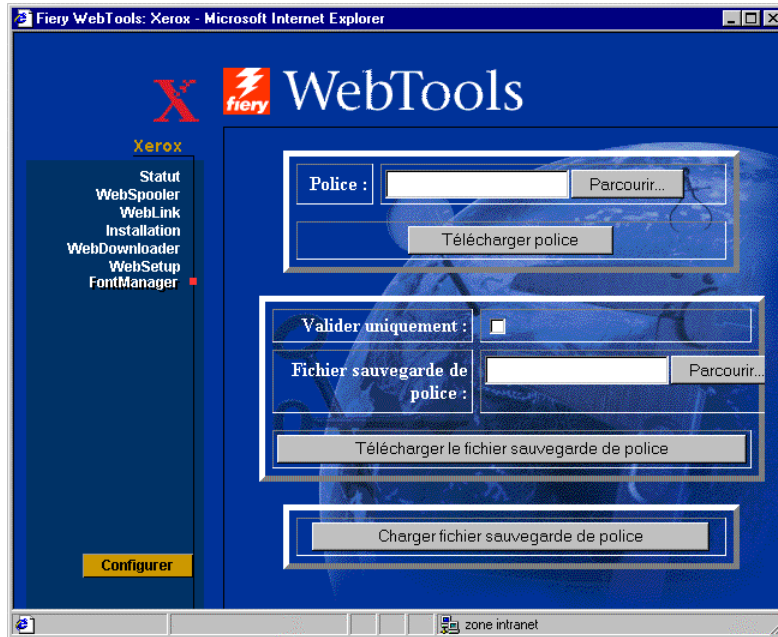 Fiery WebTools: Xerox - Microsoft Internet Explorer
X
fiery
WebTools
Xerox
Statut
WebSpooler
WebLink
Installation
WebDownloader
WebSetup
FontManager
Configurer
Police :
Parcourir...
Télécharger police
Valider uniquement :
Fichier sauvegarde de
police :
Parcourir...
Télécharger le fichier sauvegarde de police
Charger fichier sauvegarde de police
zone intranet